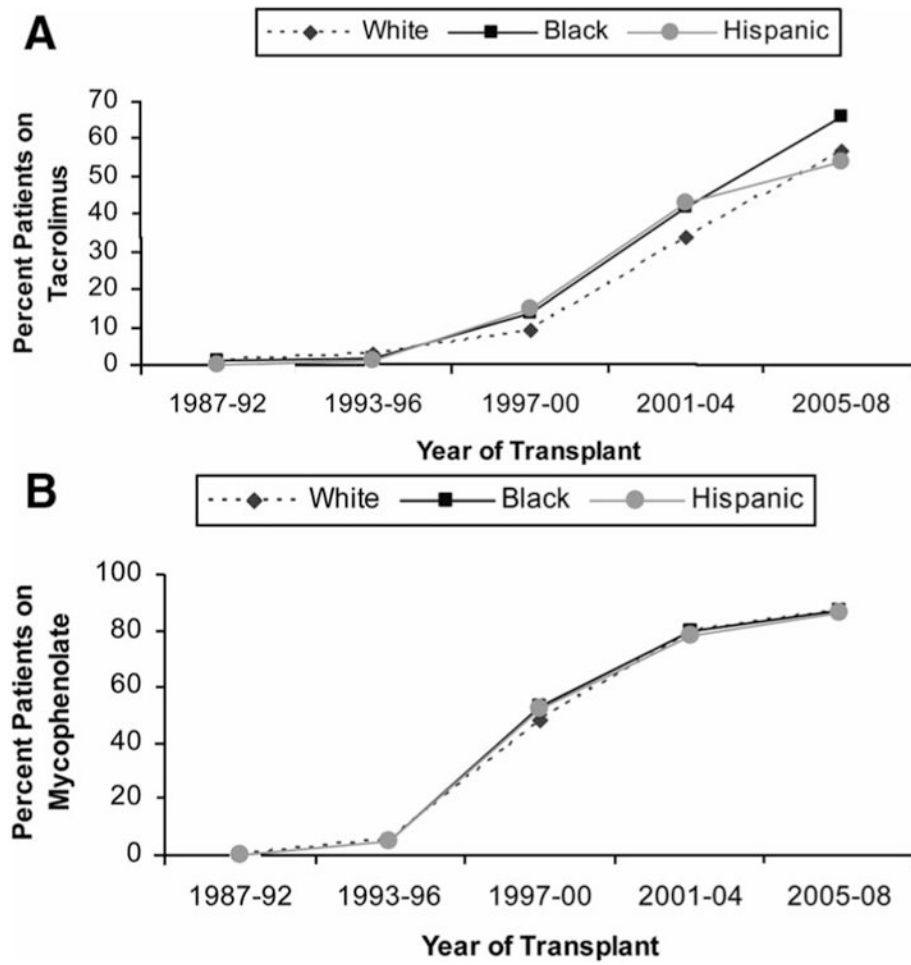 A
White Black Hispanic
Percent Patients on
Tacrolimus
70
60
50
40
30
20
10
0
1987-92 1993-96 1997-00 2001-04 2005-08
Year of Transplant
B
White Black Hispanic
Percent Patients on
Mycophenolate
100
80
60
40
20
0
1987-92 1993-96 1997-00 2001-04 2005-08
Year of Transplant